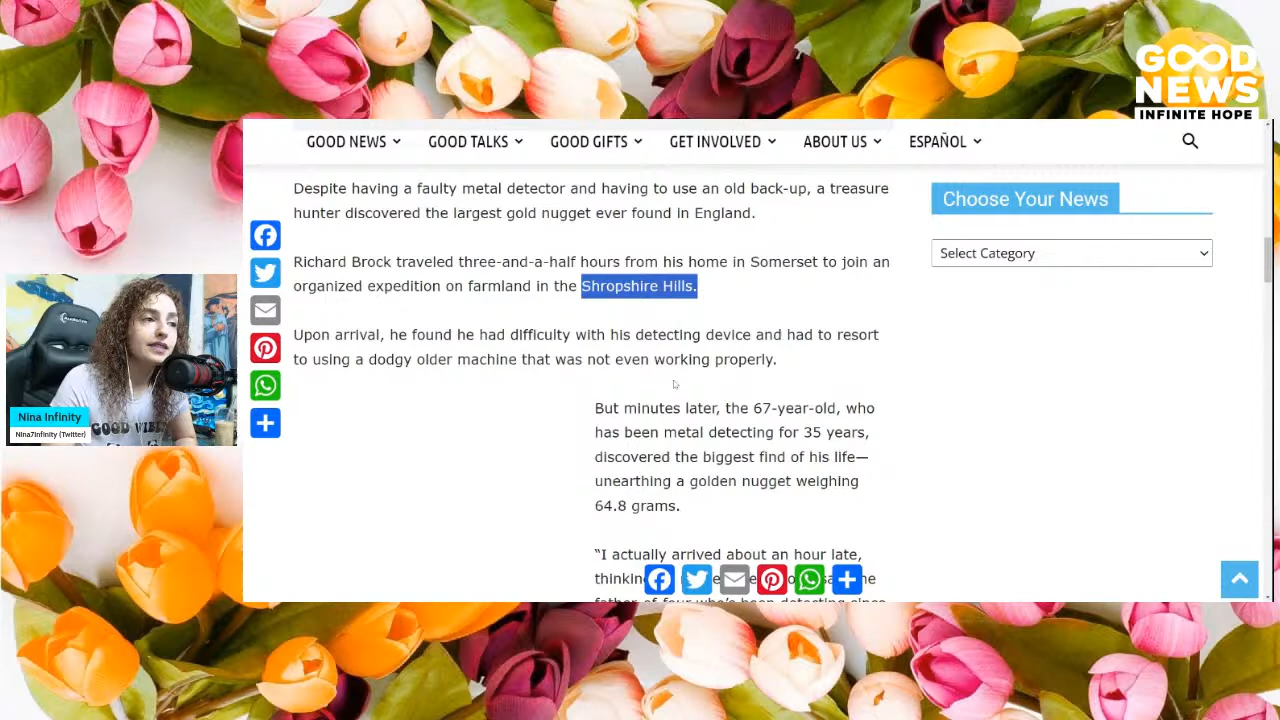 GOOD
NEWS
INFINITE HOPE
GOOD NEWS
GOOD TALKS
GOOD GIFTS
GET INVOLVED
ABOUT US
ESPAÑOL
Despite having a faulty metal detector and having to use an old back-up, a treasure
hunter discovered the largest gold nugget ever found in England.
Richard Brock traveled three-and-a-half hours from his home in Somerset to join an
organized expedition on farmland in the Shropshire Hills.
Upon arrival, he found he had difficulty with his detecting device and had to resort
to using a dodgy older machine that was not even working properly.
But minutes later, the 67-year-old, who
has been metal detecting for 35 years,
discovered the biggest find of his life—
unearthing a golden nugget weighing
64.8 grams.
“I actually arrived about an hour late,
Choose Your News
Select Category
GOOD VIBES
Nina Infinity
Nina7Infinity (Twitter)